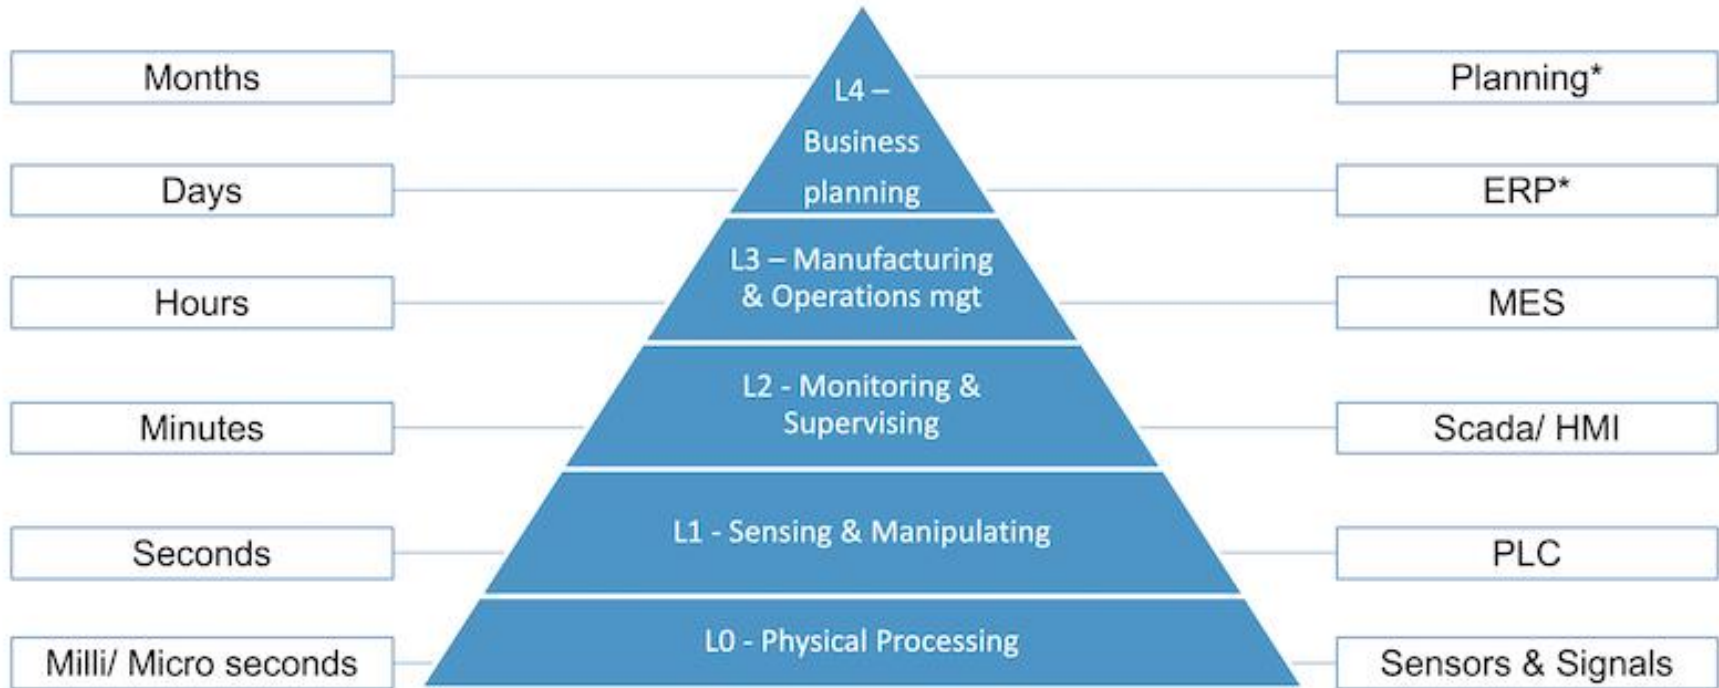 Months
L4 –
Business
planning
Planning*
Days
ERP*
Hours
L3 – Manufacturing
& Operations mgt
MES
Minutes
L2 - Monitoring &
Supervising
Scada/ HMI
Seconds
L1 - Sensing & Manipulating
PLC
Milli/ Micro seconds
L0 - Physical Processing
Sensors & Signals